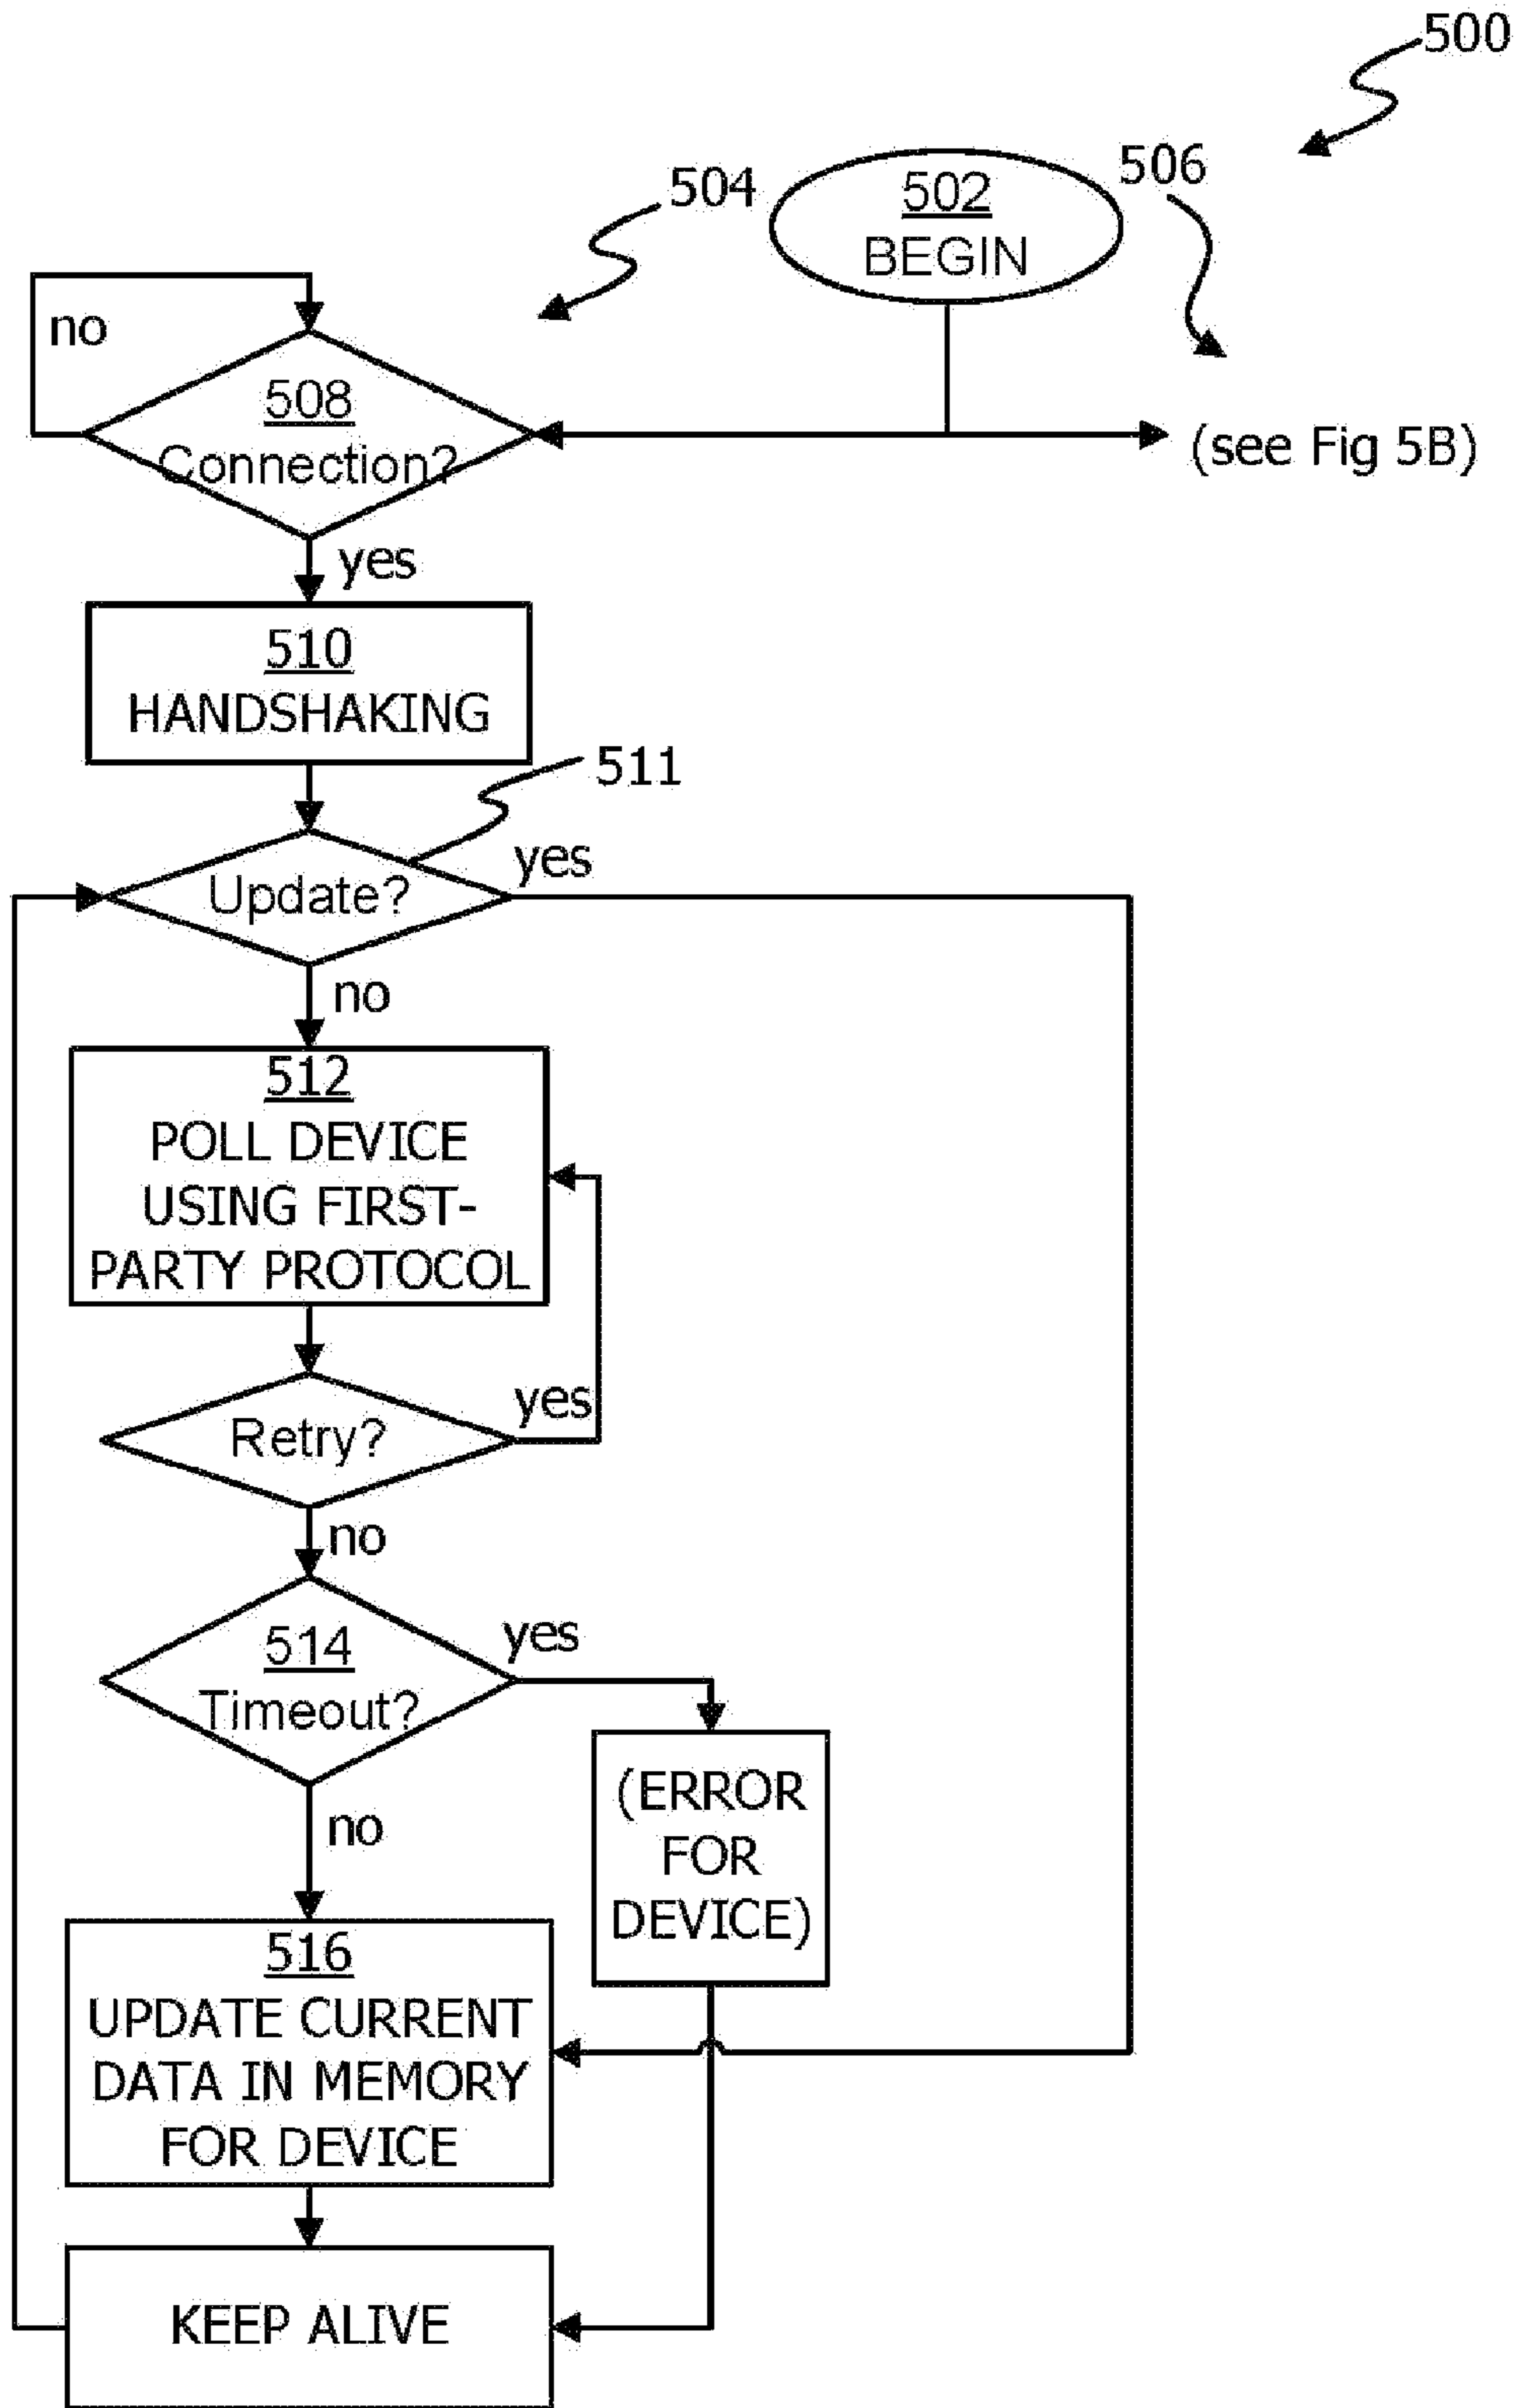 500
504
502
BEGIN
506
no
508
Connection?
(see Fig 5B)
yes
510
HANDSHAKING
511
Update?
yes
no
512
POLL DEVICE
USING FIRST-
PARTY PROTOCOL
Retry?
yes
no
514
Timeout?
yes
no
(ERROR
FOR
DEVICE)
516
UPDATE CURRENT
DATA IN MEMORY
FOR DEVICE
KEEP ALIVE